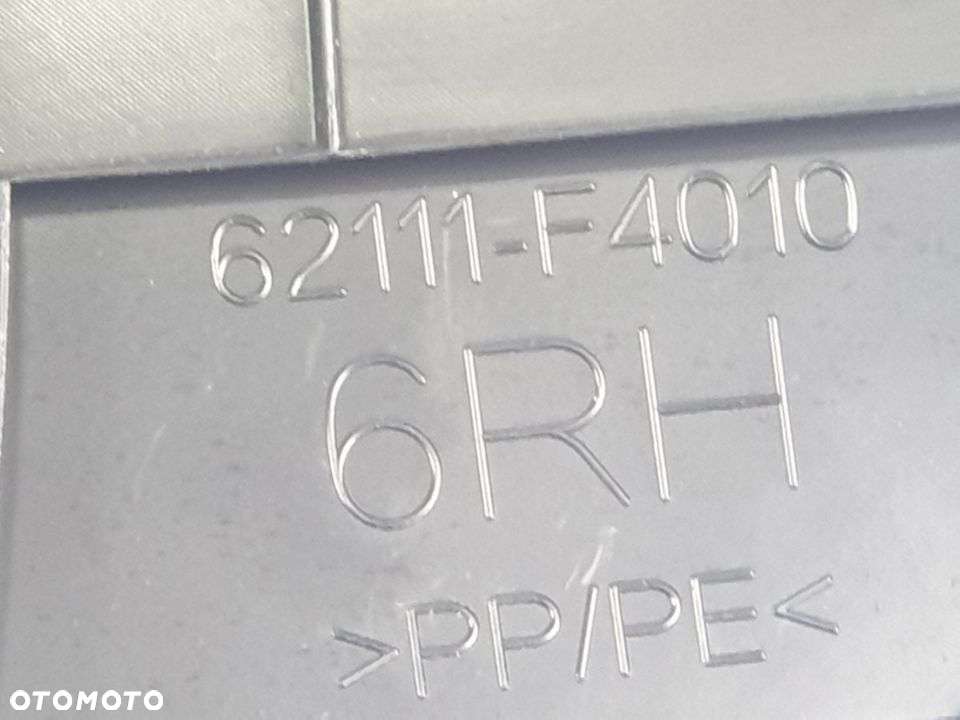 62111-F4010
6RH
>PP/PE<
OTOMOTO